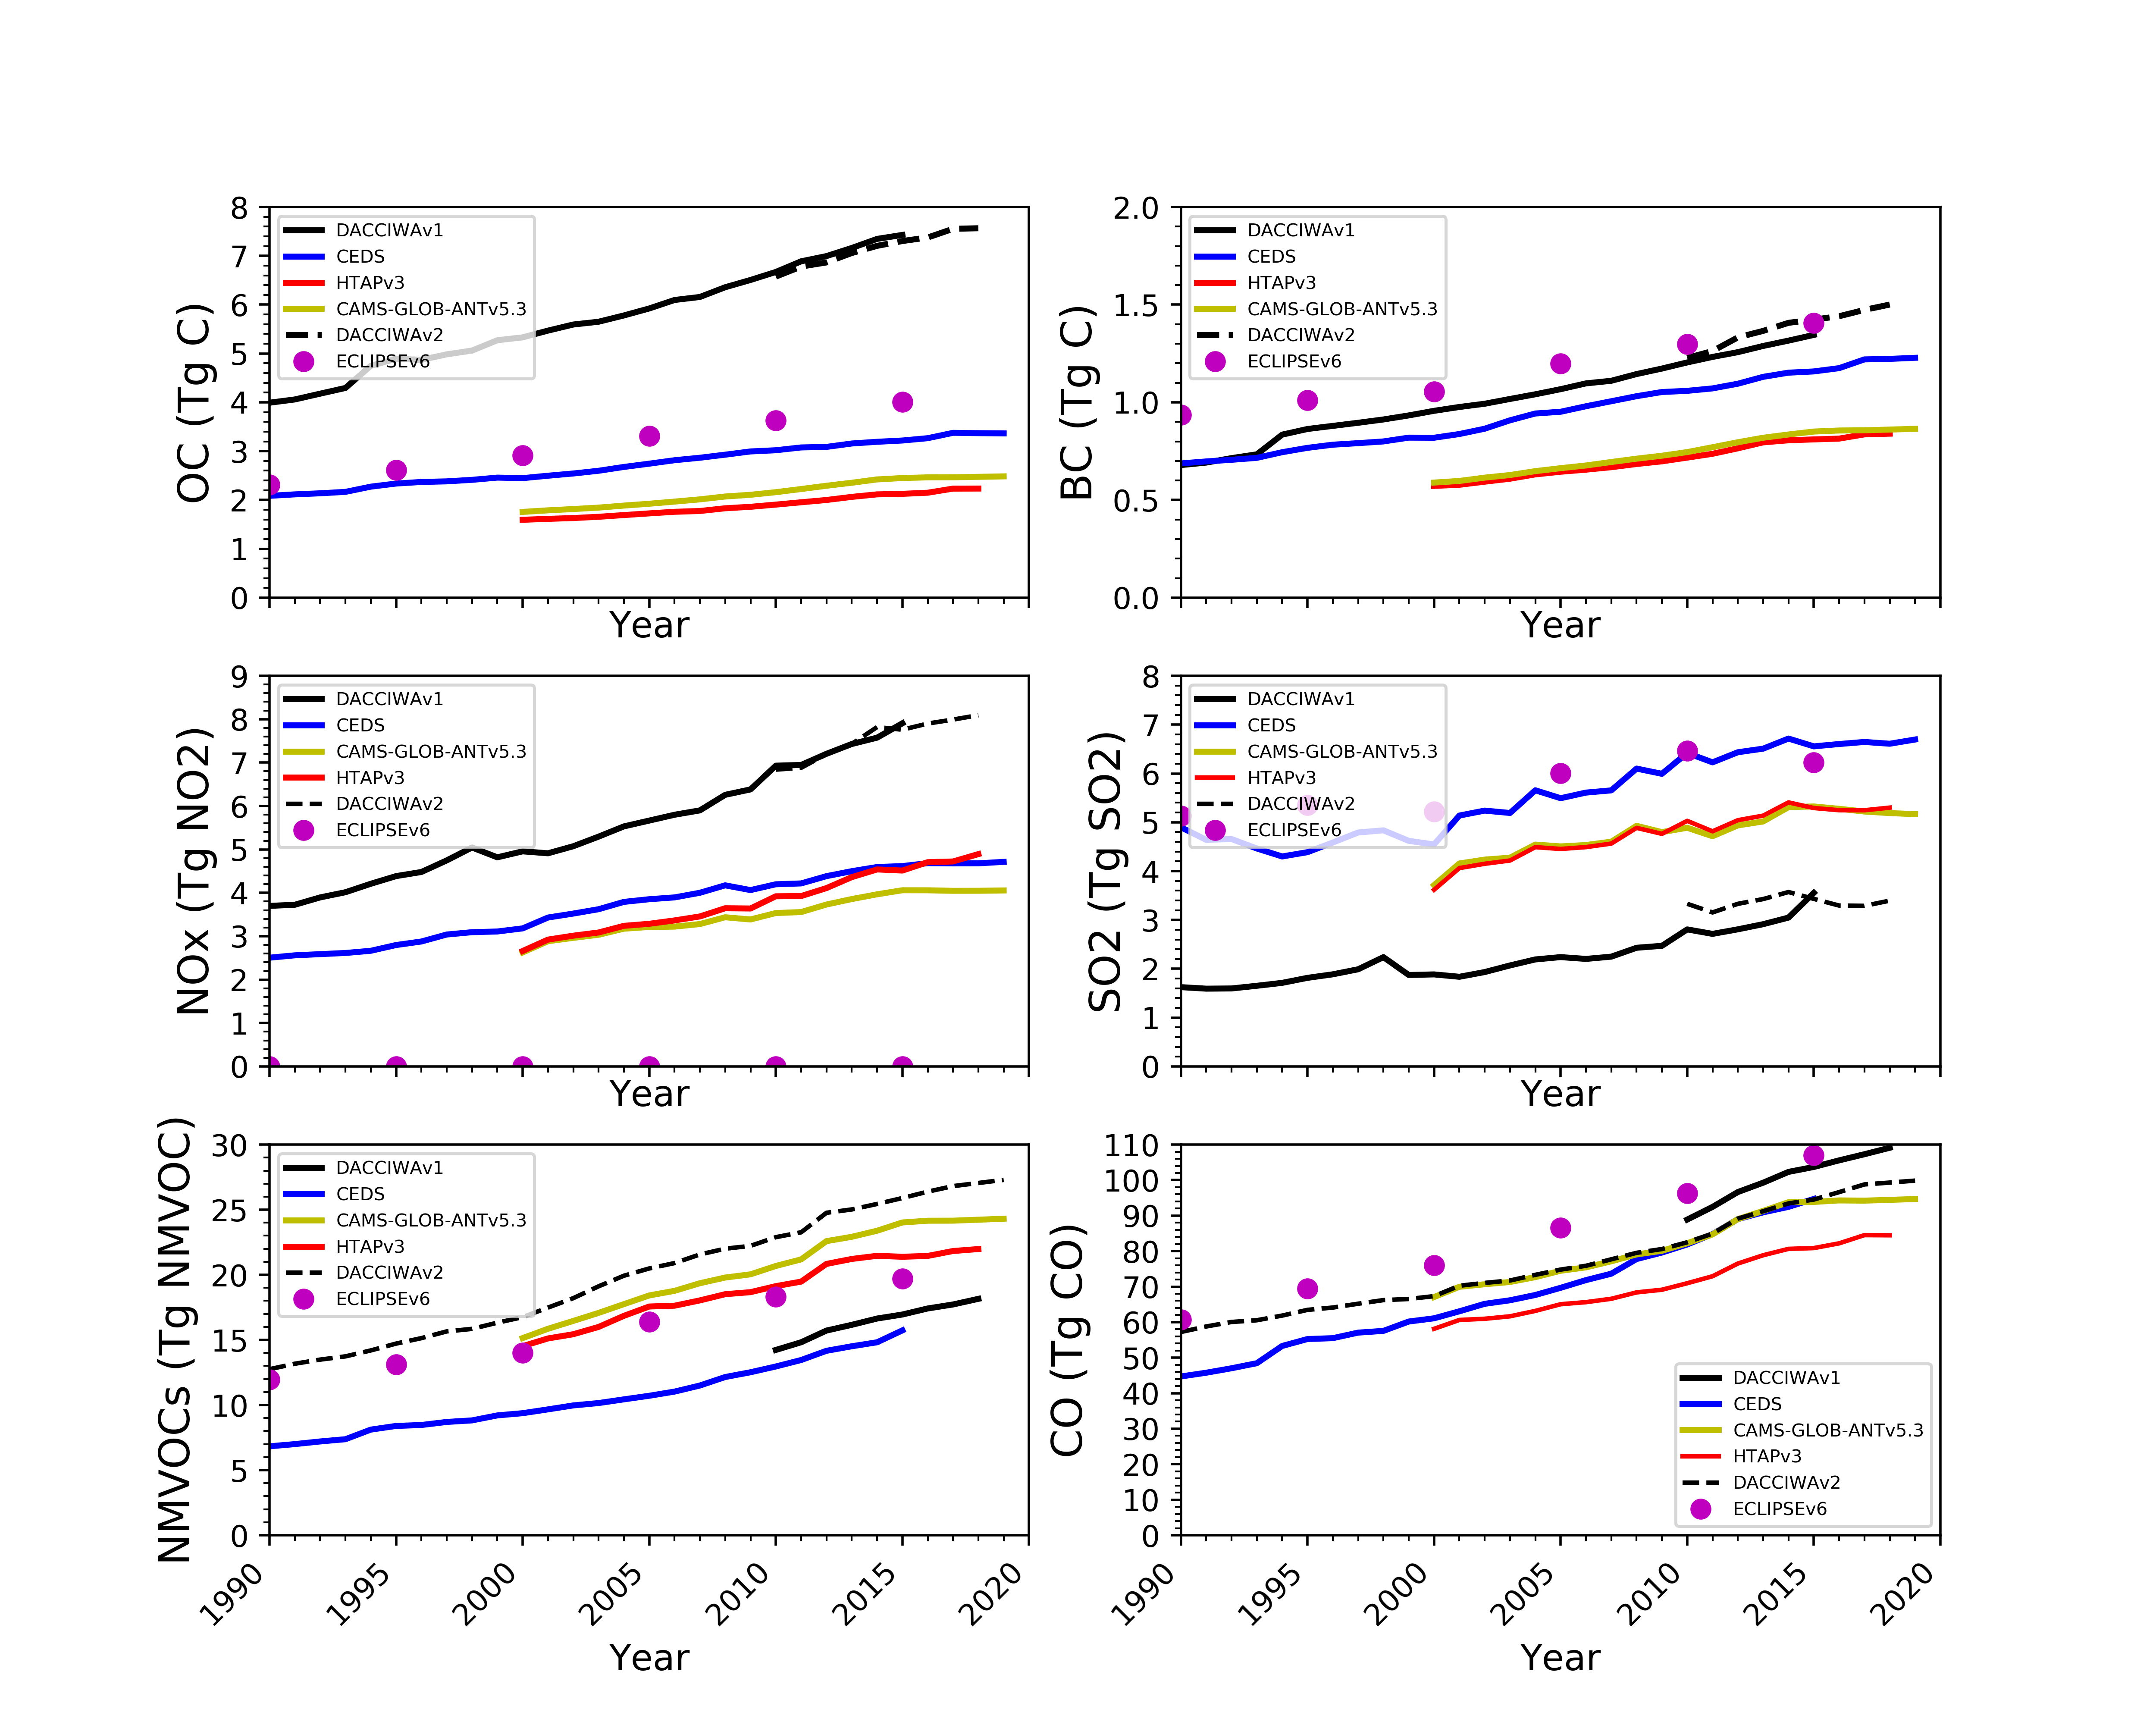 OC (Tg C)
8
7
6
5
4
3
2
1
0
DACCIWAv1
CEDS
HTAPv3
CAMS-GLOB-ANTv5.3
DACCIWAv2
ECLIPSEv6
Year
BC (Tg C)
2.0
1.5
1.0
0.5
0.0
DACCIWAv1
CEDS
HTAPv3
CAMS-GLOB-ANTv5.3
DACCIWAv2
ECLIPSEv6
Year
NOx (Tg NO2)
9
8
7
6
5
4
3
2
1
0
DACCIWAv1
CEDS
CAMS-GLOB-ANTv5.3
HTAPv3
DACCIWAv2
ECLIPSEv6
Year
SO2 (Tg SO2)
8
7
6
5
4
3
2
1
0
DACCIWAv1
CEDS
CAMS-GLOB-ANTv5.3
HTAPv3
DACCIWAv2
ECLIPSEv6
Year
NMVOCs (Tg NMVOC)
30
25
20
15
10
5
0
DACCIWAv1
CEDS
CAMS-GLOB-ANTv5.3
HTAPv3
DACCIWAv2
ECLIPSEv6
1990 1995 2000 2005 2010 2015 2020
Year
CO (Tg CO)
110
100
90
80
70
60
50
40
30
20
10
0
DACCIWAv1
CEDS
CAMS-GLOB-ANTv5.3
HTAPv3
DACCIWAv2
ECLIPSEv6
1990 1995 2000 2005 2010 2015 2020
Year